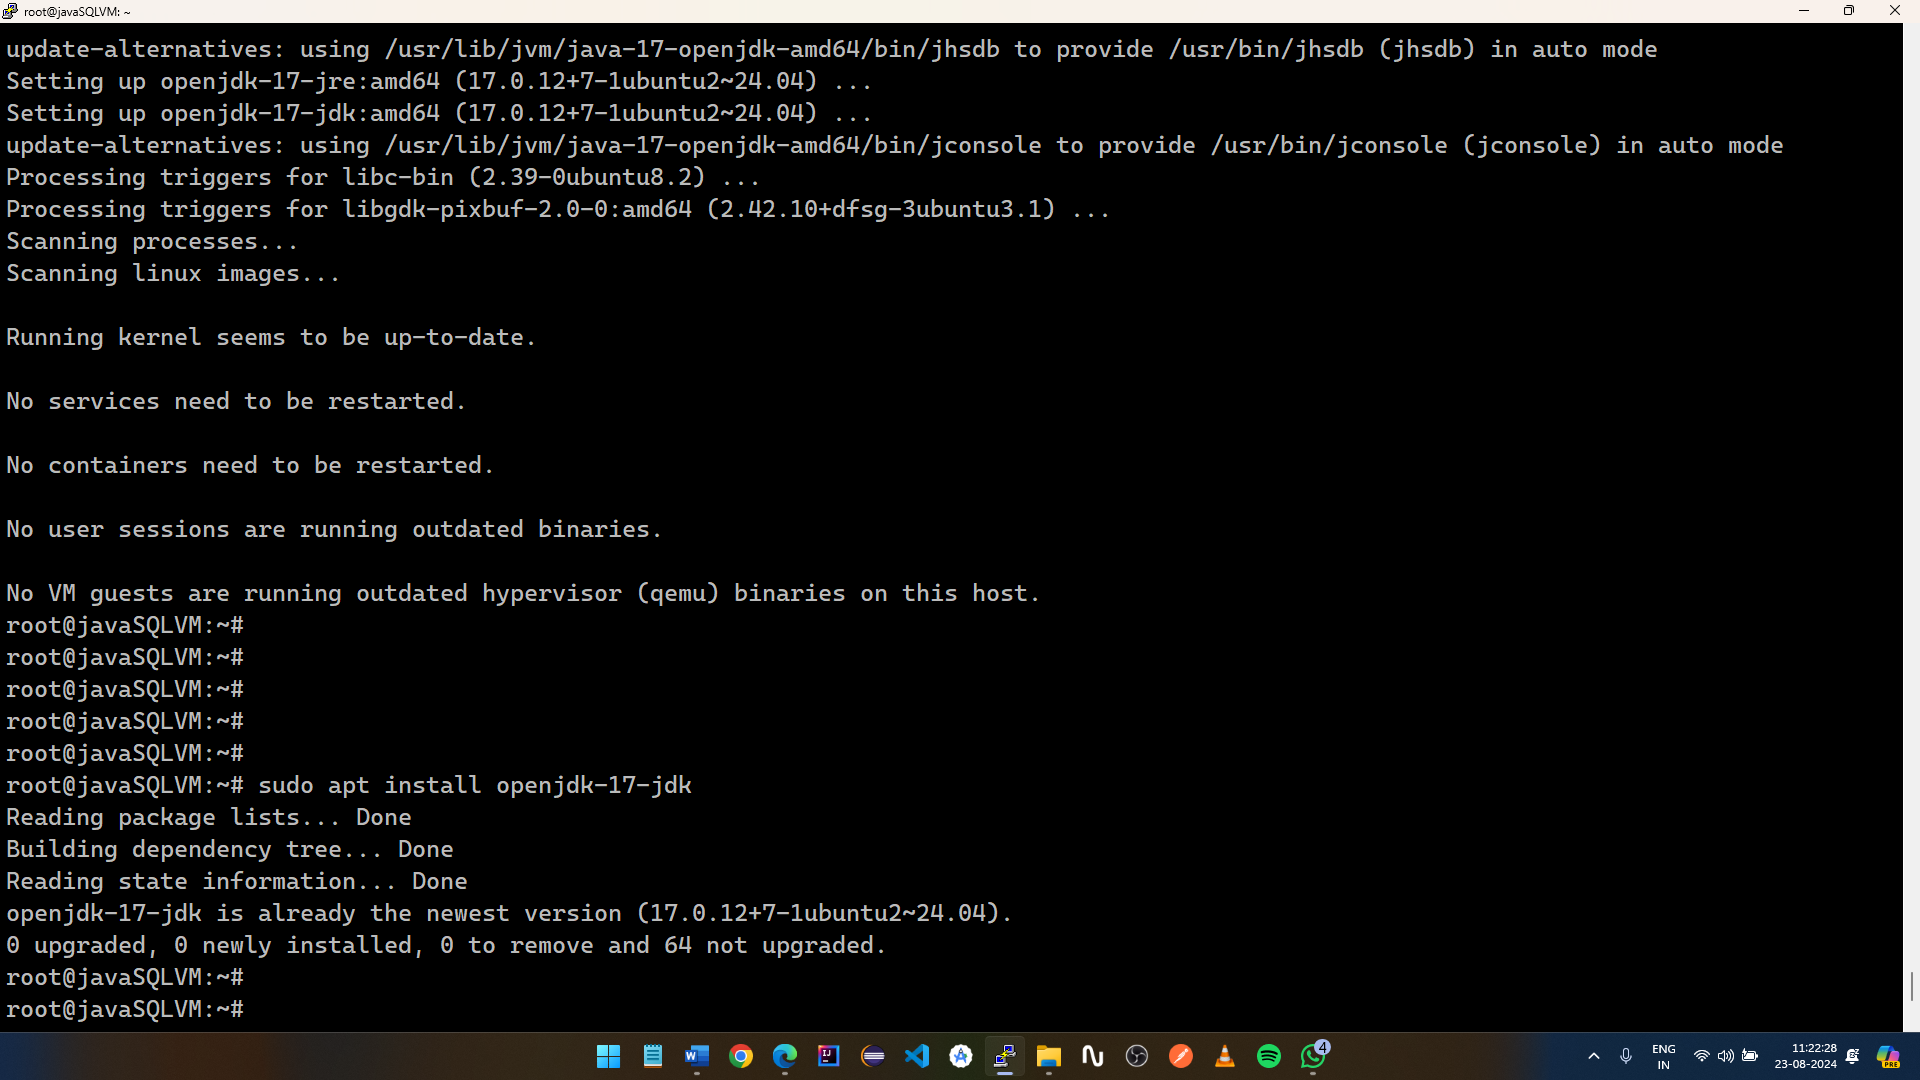 root@javaSQLVM: ~
update-alternatives: using /usr/lib/jvm/java-17-openjdk-amd64/bin/jhsdb to provide /usr/bin/jhsdb (jhsdb) in auto mode
Setting up openjdk-17-jre:amd64 (17.0.12+7-1ubuntu2~24.04) ...
Setting up openjdk-17-jdk:amd64 (17.0.12+7-1ubuntu2~24.04) ...
update-alternatives: using /usr/lib/jvm/java-17-openjdk-amd64/bin/jconsole to provide /usr/bin/jconsole (jconsole) in auto mode
Processing triggers for libc-bin (2.39-0ubuntu8.2) ...
Processing triggers for libgdk-pixbuf-2.0-0:amd64 (2.42.10+dfsg-3ubuntu3.1) ...
Scanning processes...
Scanning linux images...
Running kernel seems to be up-to-date.
No services need to be restarted.
No containers need to be restarted.
No user sessions are running outdated binaries.
No VM guests are running outdated hypervisor (qemu) binaries on this host.
root@javaSQLVM:~#
root@javaSQLVM:~#
root@javaSQLVM:~#
root@javaSQLVM:~#
root@javaSQLVM:~#
root@javaSQLVM:~# sudo apt install openjdk-17-jdk
Reading package lists... Done
Building dependency tree... Done
Reading state information... Done
openjdk-17-jdk is already the newest version (17.0.12+7-1ubuntu2~24.04).
0 upgraded, 0 newly installed, 0 to remove and 64 not upgraded.
root@javaSQLVM:~#
root@javaSQLVM:~#
4
ENG
IN
11:22:28
23-08-2024
PRE